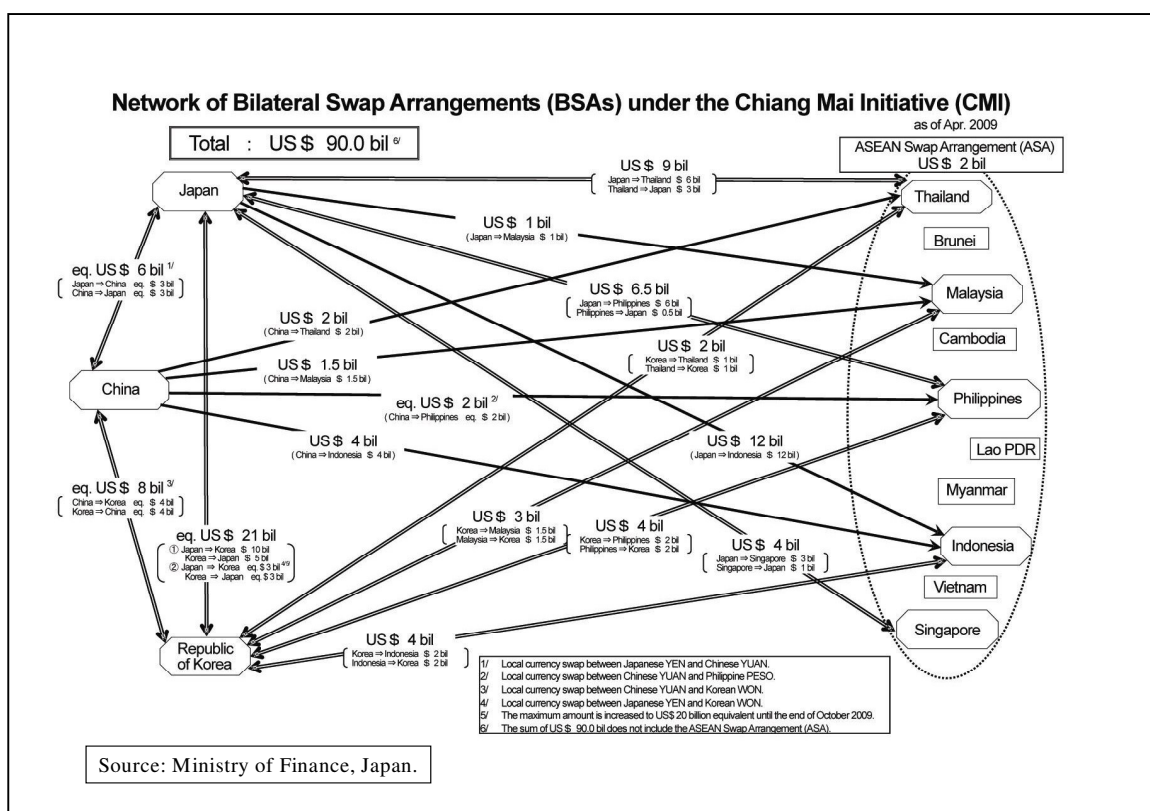 Network of Bilateral Swap Arrangements (BSAs) under the Chiang Mai Initiative (CMI)
as of Apr. 2009
Total : US $ 90.0 bil 6/
ASEAN Swap Arrangement (ASA)
US $ 2 bil
Japan
US $ 9 bil
Japan ⇒ Thailand $ 6 bil
Thailand ⇒ Japan $ 3 bil
Thailand
US $ 1 bil
(Japan ⇒ Malaysia $ 1 bil)
Brunei
eq. US $ 6 bil 1/
Japan ⇒ China eq. $ 3 bil
China ⇒ Japan eq. $ 3 bil
US $ 6.5 bil
Japan ⇒ Philippines $ 6 bil
Philippines ⇒ Japan $ 0.5 bil
Malaysia
US $ 2 bil
(China ⇒ Thailand $ 2 bil)
US $ 2 bil
Korea ⇒ Thailand $ 1 bil
Thailand ⇒ Korea $ 1 bil
Cambodia
US $ 1.5 bil
(China ⇒ Malaysia $ 1.5 bil)
China
eq. US $ 2 bil 2/
(China ⇒ Philippines eq. $ 2 bil)
Philippines
US $ 4 bil
(China ⇒ Indonesia $ 4 bil)
US $ 12 bil
(Japan ⇒ Indonesia $ 12 bil)
Lao PDR
eq. US $ 8 bil 3/
China ⇒ Korea eq. $ 4 bil
Korea ⇒ China eq. $ 4 bil
Myanmar
US $ 3 bil
Korea ⇒ Malaysia $ 1.5 bil
Malaysia ⇒ Korea $ 1.5 bil
US $ 4 bil
Korea ⇒ Philippines $ 2 bil
Philippines ⇒ Korea $ 2 bil
eq. US $ 21 bil
① Japan ⇒ Korea $ 10 bil
Korea ⇒ Japan $ 5 bil
② Japan ⇒ Korea eq. $ 3 bil 4/5/
Korea ⇒ Japan eq. $ 3 bil
US $ 4 bil
Japan ⇒ Singapore $ 3 bil
Singapore ⇒ Japan $ 1 bil
Indonesia
Vietnam
Singapore
Republic
of Korea
US $ 4 bil
Korea ⇒ Indonesia $ 2 bil
Indonesia ⇒ Korea $ 2 bil
1/ Local currency swap between Japanese YEN and Chinese YUAN.
2/ Local currency swap between Chinese YUAN and Philippine PESO.
3/ Local currency swap between Chinese YUAN and Korean WON.
4/ Local currency swap between Japanese YEN and Korean WON.
5/ The maximum amount is increased to US$ 20 billion equivalent until the end of October 2009.
6/ The sum of US $ 90.0 bil does not include the ASEAN Swap Arrangement (ASA).
Source: Ministry of Finance, Japan.